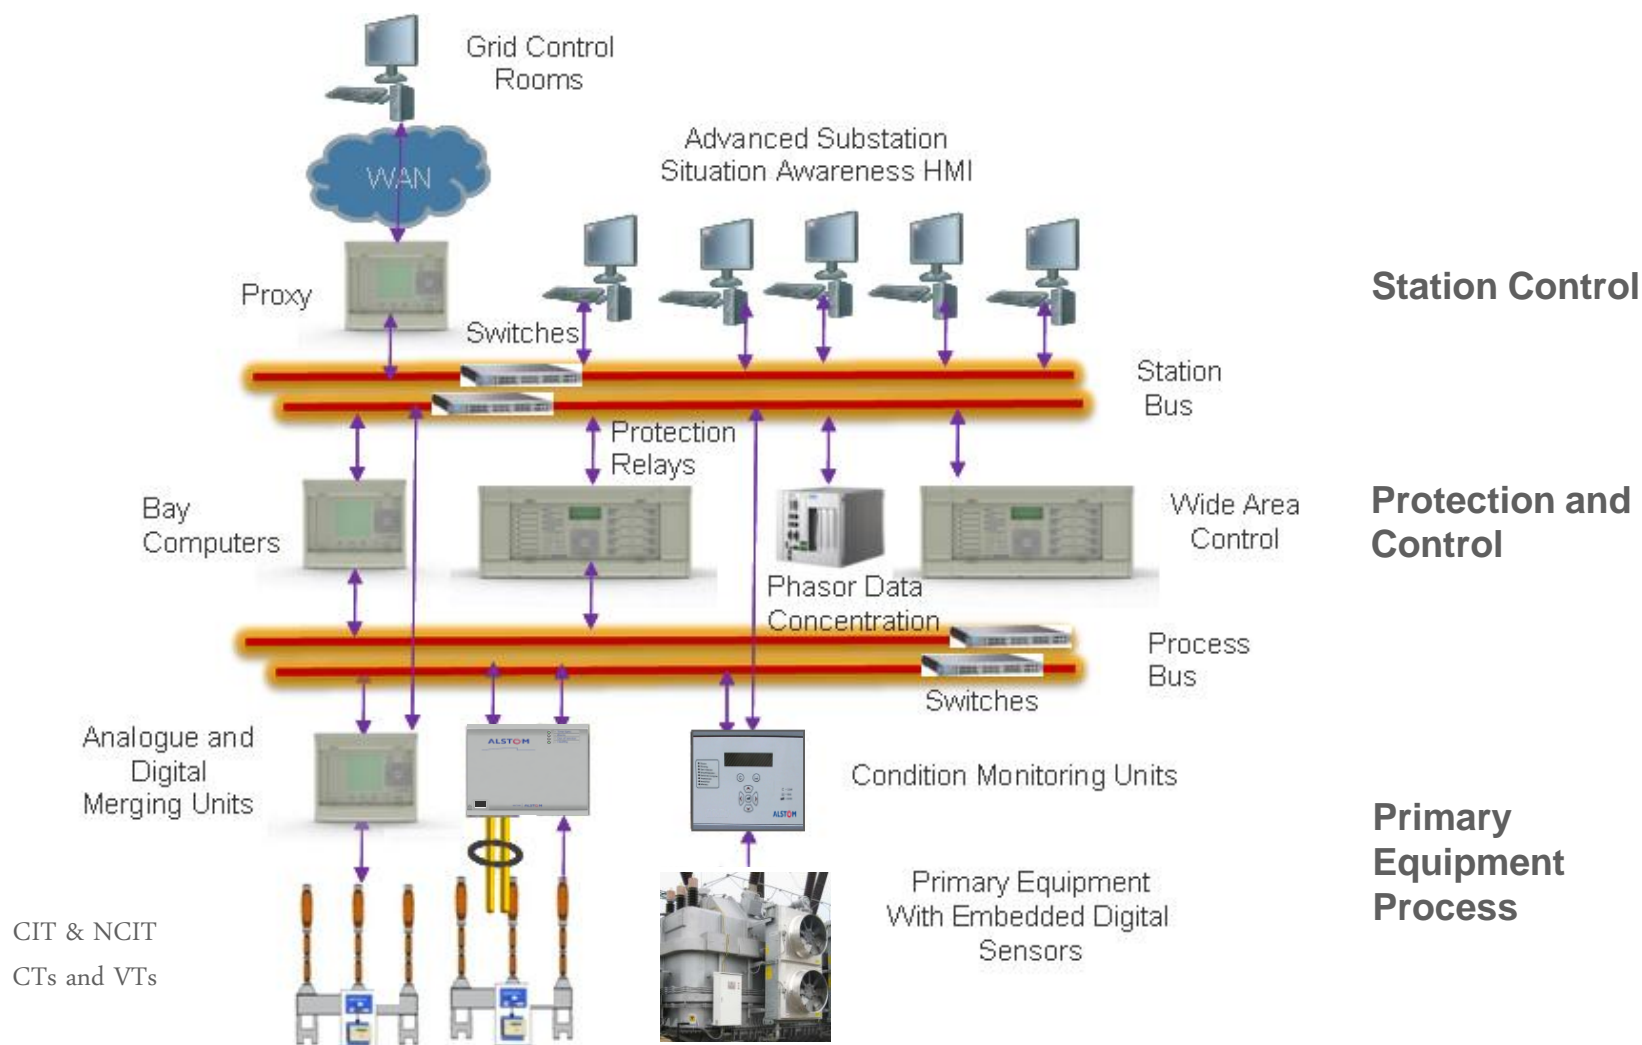 Grid Control
Rooms
WAN
Advanced Substation
Situation Awareness HMI
Proxy
Switches
Station Control
Station
Bus
Protection
Relays
Bay
Computers
Wide Area
Control
Protection and
Control
Phasor Data
Concentration
Process
Bus
Switches
Analogue and
Digital
Merging Units
ALSTOM
Condition Monitoring Units
ALSTOM
Primary
Equipment
Process
Primary Equipment
With Embedded Digital
Sensors
CIT & NCIT
CTs and VTs